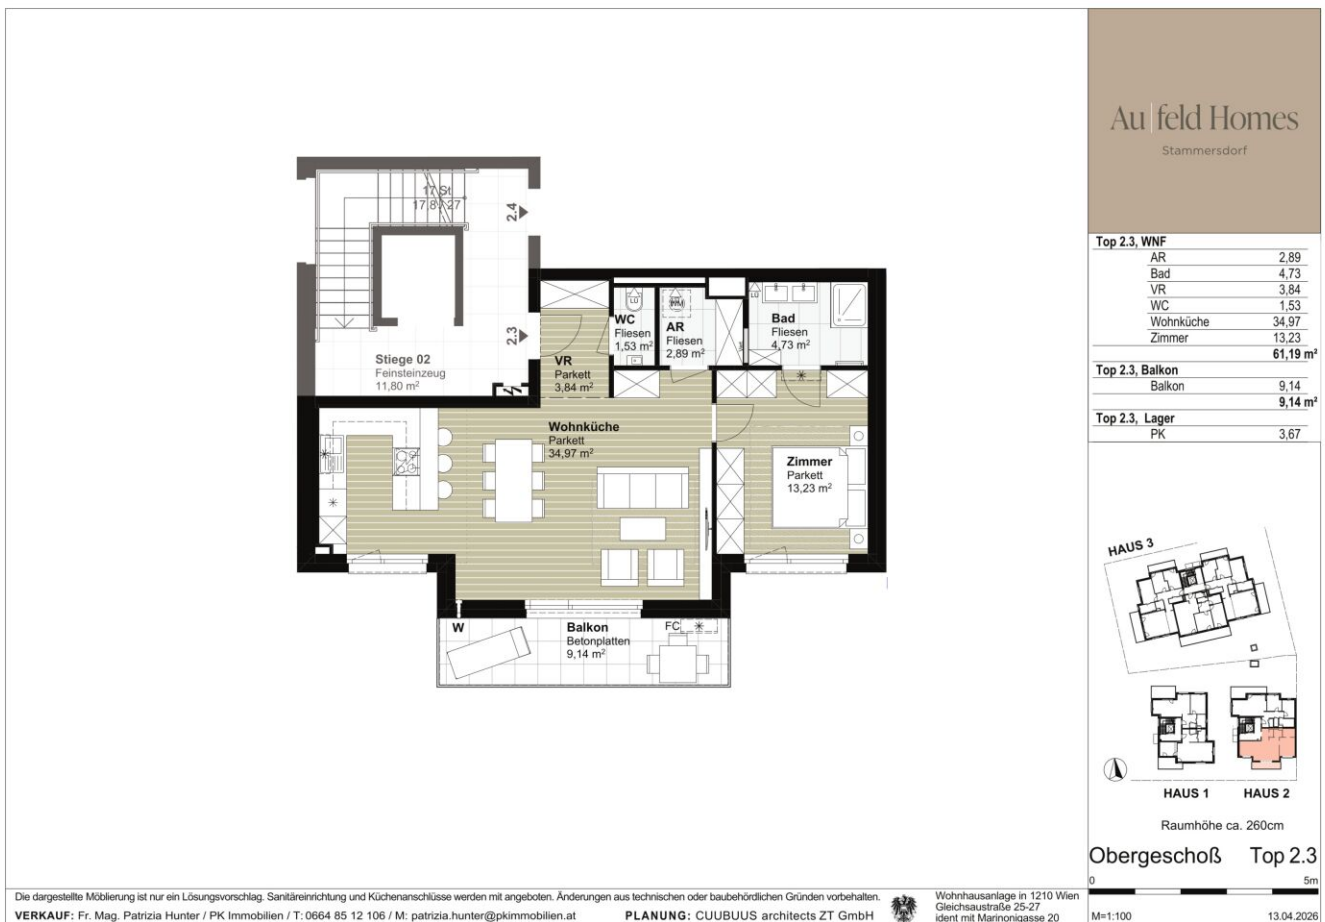 Au|feld Homes
Stammersdorf
Top 2.3, WNF
AR 2,89
Bad 4,73
VR 3,84
WC 1,53
Wohnküche 34,97
Zimmer 13,23
61,19 m²
Top 2.3, Balkon
Balkon 9,14
9,14 m²
Top 2.3, Lager
PK 3,67
17 St
2.4
2.3
Stiege 02
Feinsteinzeug
11,80 m²
VR
Parkett
3,84 m²
WC
Fliesen
1,53 m²
AR
Fliesen
2,89 m²
Bad
Fliesen
4,73 m²
Wohnküche
Parkett
34,97 m²
Zimmer
Parkett
13,23 m²
W
Balkon
Betonplatten
9,14 m²
FC
HAUS 3
HAUS 1
HAUS 2
Raumhöhe ca. 260cm
Obergeschoß Top 2.3
0 5m
M=1:100 13.04.2026
Die dargestellte Möblierung ist nur ein Lösungsvorschlag. Sanitäreinrichtung und Küchenanschlüsse werden mit angeboten. Änderungen aus technischen oder baubehördlichen Gründen vorbehalten.
VERKAUF: Fr. Mag. Patrizia Hunter / PK Immobilien / T: 0664 85 12 106 / M: patrizia.hunter@pkimmobilien.at
PLANUNG: CUUBUUS architects ZT GmbH
Wohnhausanlage in 1210 Wien
Gleichsaustraße 25-27
ident mit Marinonigasse 20